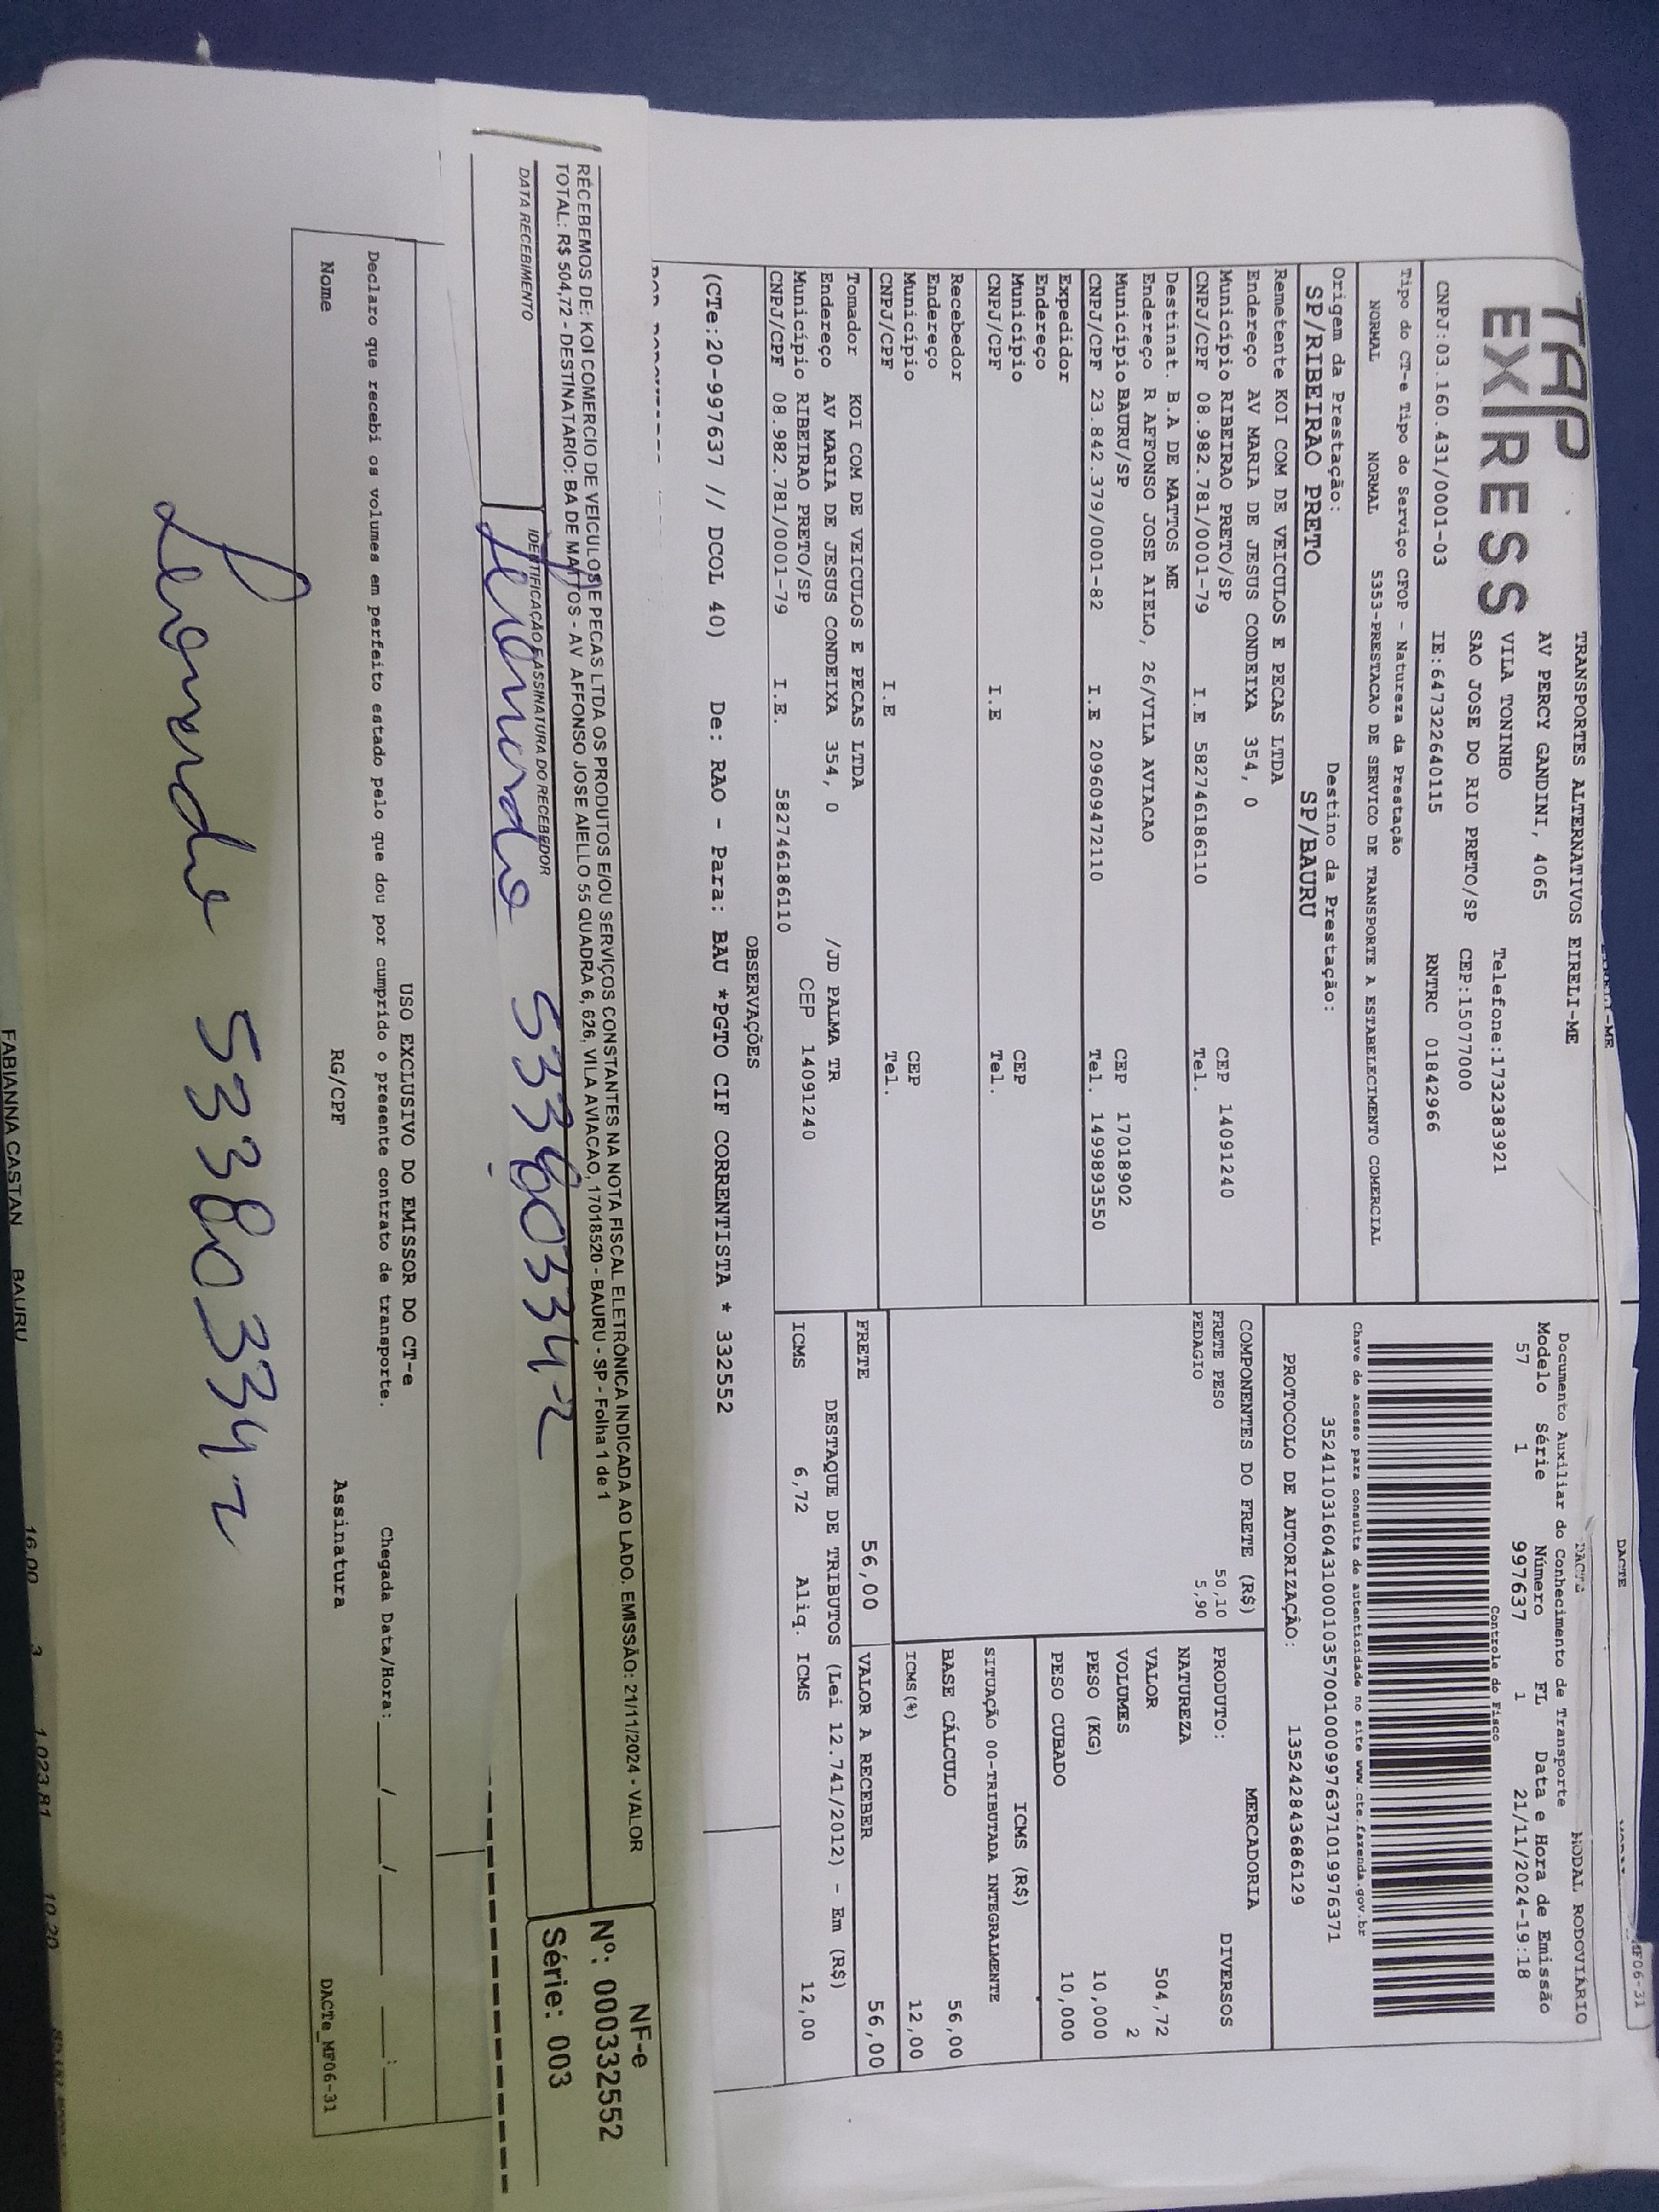 DACTE
MF06-31
TAP
EXPRESS
TRANSPORTES ALTERNATIVOS EIRELI-ME
AV PERCY GANDINI, 4065
VILA TONINHO Telefone:1732383921
SAO JOSE DO RIO PRETO/SP CEP:15077000
CNPJ:03.160.431/0001-03 IE:647322640115 RNTRC 01842966
Tipo do CT-e Tipo do Serviço CFOP - Natureza da Prestação
NORMAL NORMAL 5353-PRESTACAO DE SERVICO DE TRANSPORTE A ESTABELECIMENTO COMERCIAL
Origem da Prestação: Destino da Prestação:
SP/RIBEIRAO PRETO SP/BAURU
Remetente KOI COM DE VEICULOS E PECAS LTDA
Endereço AV MARIA DE JESUS CONDEIXA 354, 0
Município RIBEIRAO PRETO/SP CEP 14091240
CNPJ/CPF 08.982.781/0001-79 I.E 582746186110 Tel.
Destinat. B.A DE MATTOS ME
Endereço R AFFONSO JOSE AIELO, 26/VILA AVIACAO
Município BAURU/SP CEP 17018902
CNPJ/CPF 23.842.379/0001-82 I.E 209609472110 Tel. 14998893550
Expedidor
Endereço
Município CEP
CNPJ/CPF I.E Tel.
Recebedor
Endereço
Município CEP
CNPJ/CPF I.E Tel.
Tomador KOI COM DE VEICULOS E PECAS LTDA
Endereço AV MARIA DE JESUS CONDEIXA 354, 0 /JD PALMA TR
Município RIBEIRAO PRETO/SP CEP 14091240
CNPJ/CPF 08.982.781/0001-79 I.E. 582746186110
DACTE MODAL RODOVIÁRIO
Documento Auxiliar do Conhecimento de Transporte
Modelo Série Número FL Data e Hora de Emissão
57 1 997637 1 21/11/2024-19:18
Controle do Fisco
Chave de acesso para consulta de autenticidade no site www.cte.fazenda.gov.br
35241103160431000103570010009976371019976371
PROTOCOLO DE AUTORIZAÇÃO: 135242843686129
COMPONENTES DO FRETE (R$)
FRETE PESO 50,10
PEDAGIO 5,90
MERCADORIA
PRODUTO: DIVERSOS
NATUREZA
VALOR 504,72
VOLUMES 2
PESO (KG) 10,000
PESO CUBADO 10,000
ICMS (R$)
SITUAÇÃO 00-TRIBUTADA INTEGRALMENTE
BASE CÁLCULO 56,00
ICMS(%) 12,00
FRETE 56,00 VALOR A RECEBER 56,00
DESTAQUE DE TRIBUTOS (Lei 12.741/2012) - Em (R$)
ICMS 6,72 Aliq. ICMS 12,00
OBSERVAÇÕES
(CTe:20-997637 // DCOL 40) De: RAO - Para: BAU *PGTO CIF CORRENTISTA * 332552
RECEBEMOS DE: KOI COMERCIO DE VEICULOS E PECAS LTDA OS PRODUTOS E/OU SERVIÇOS CONSTANTES NA NOTA FISCAL ELETRÔNICA INDICADA AO LADO. EMISSÃO: 21/11/2024 - VALOR
TOTAL: R$ 504,72 - DESTINATÁRIO: BA DE MATTOS - AV AFFONSO JOSE AIELLO 55 QUADRA 6, 626, VILA AVIACAO, 17018520 - BAURU - SP - Folha 1 de 1
DATA RECEBIMENTO IDENTIFICAÇÃO E ASSINATURA DO RECEBEDOR
Leonardo 533803342
NF-e
Nº: 000332552
Série: 003
USO EXCLUSIVO DO EMISSOR DO CT-e
Declaro que recebi os volumes em perfeito estado pelo que dou por cumprido o presente contrato de transporte. Chegada Data/Hora:____/____/______ ___:___
Nome RG/CPF Assinatura DACTe_MF06-31
Leonardo 533803342
FABIANNA CASTAN BAURU 16,00 3 1.023,81 10,20